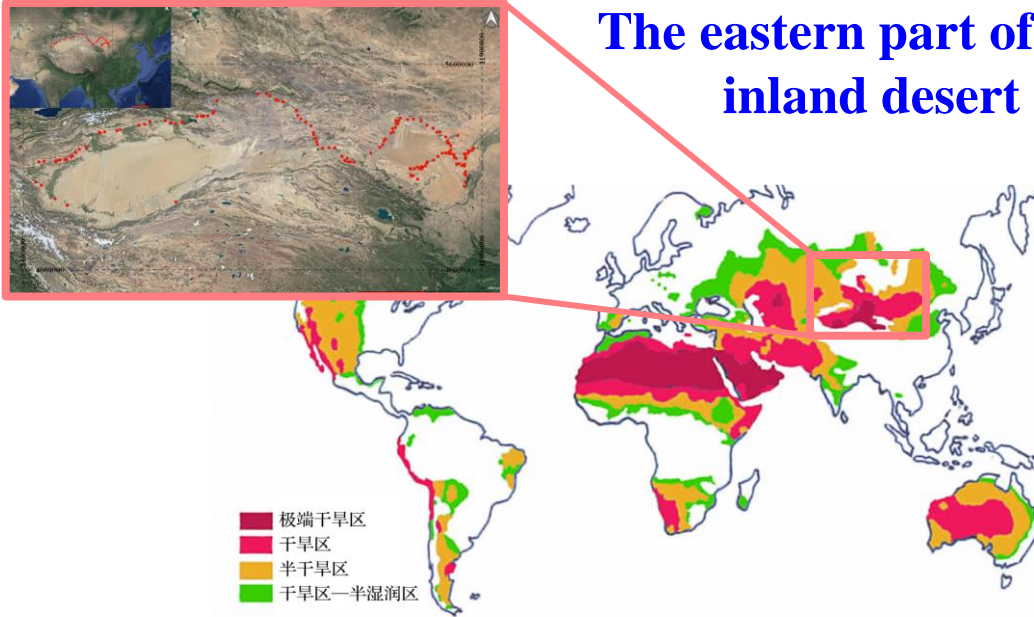 The eastern part of
inland desert
极端干旱区
干旱区
半干旱区
干旱区—半湿润区